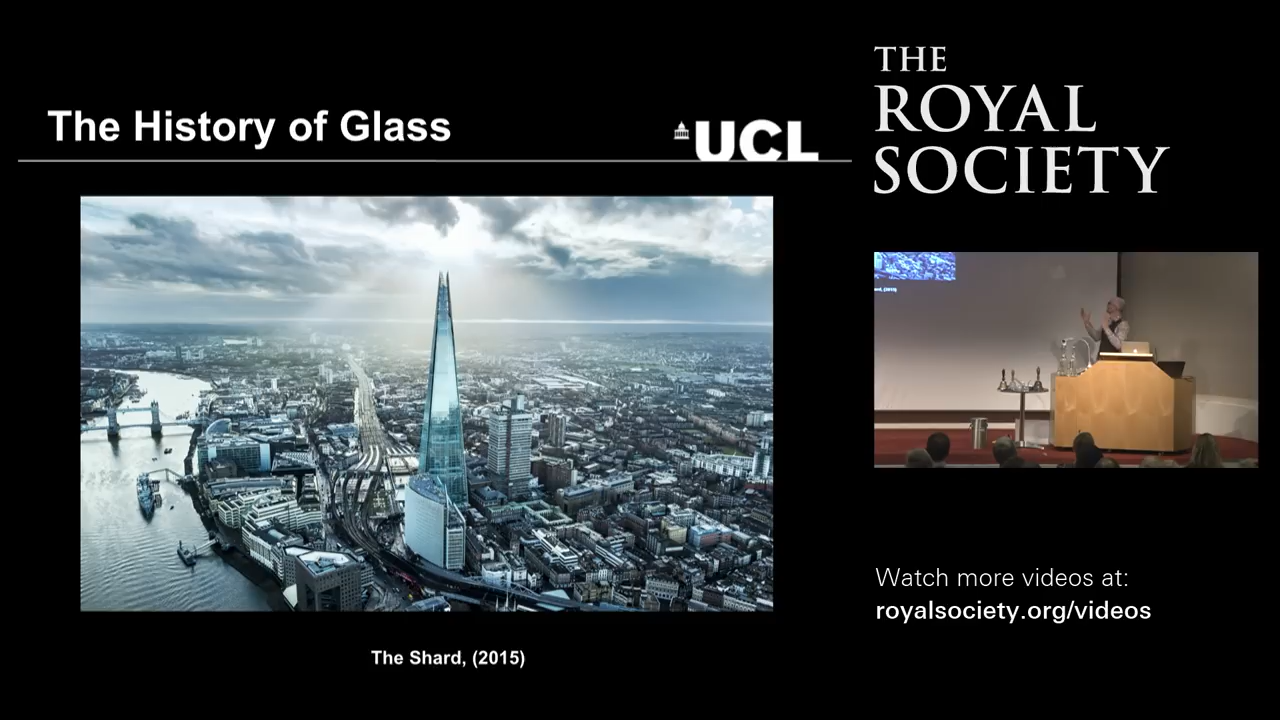 The History of Glass
UCL
The Shard, (2015)
THE
ROYAL
SOCIETY
Watch more videos at:
royalsociety.org/videos